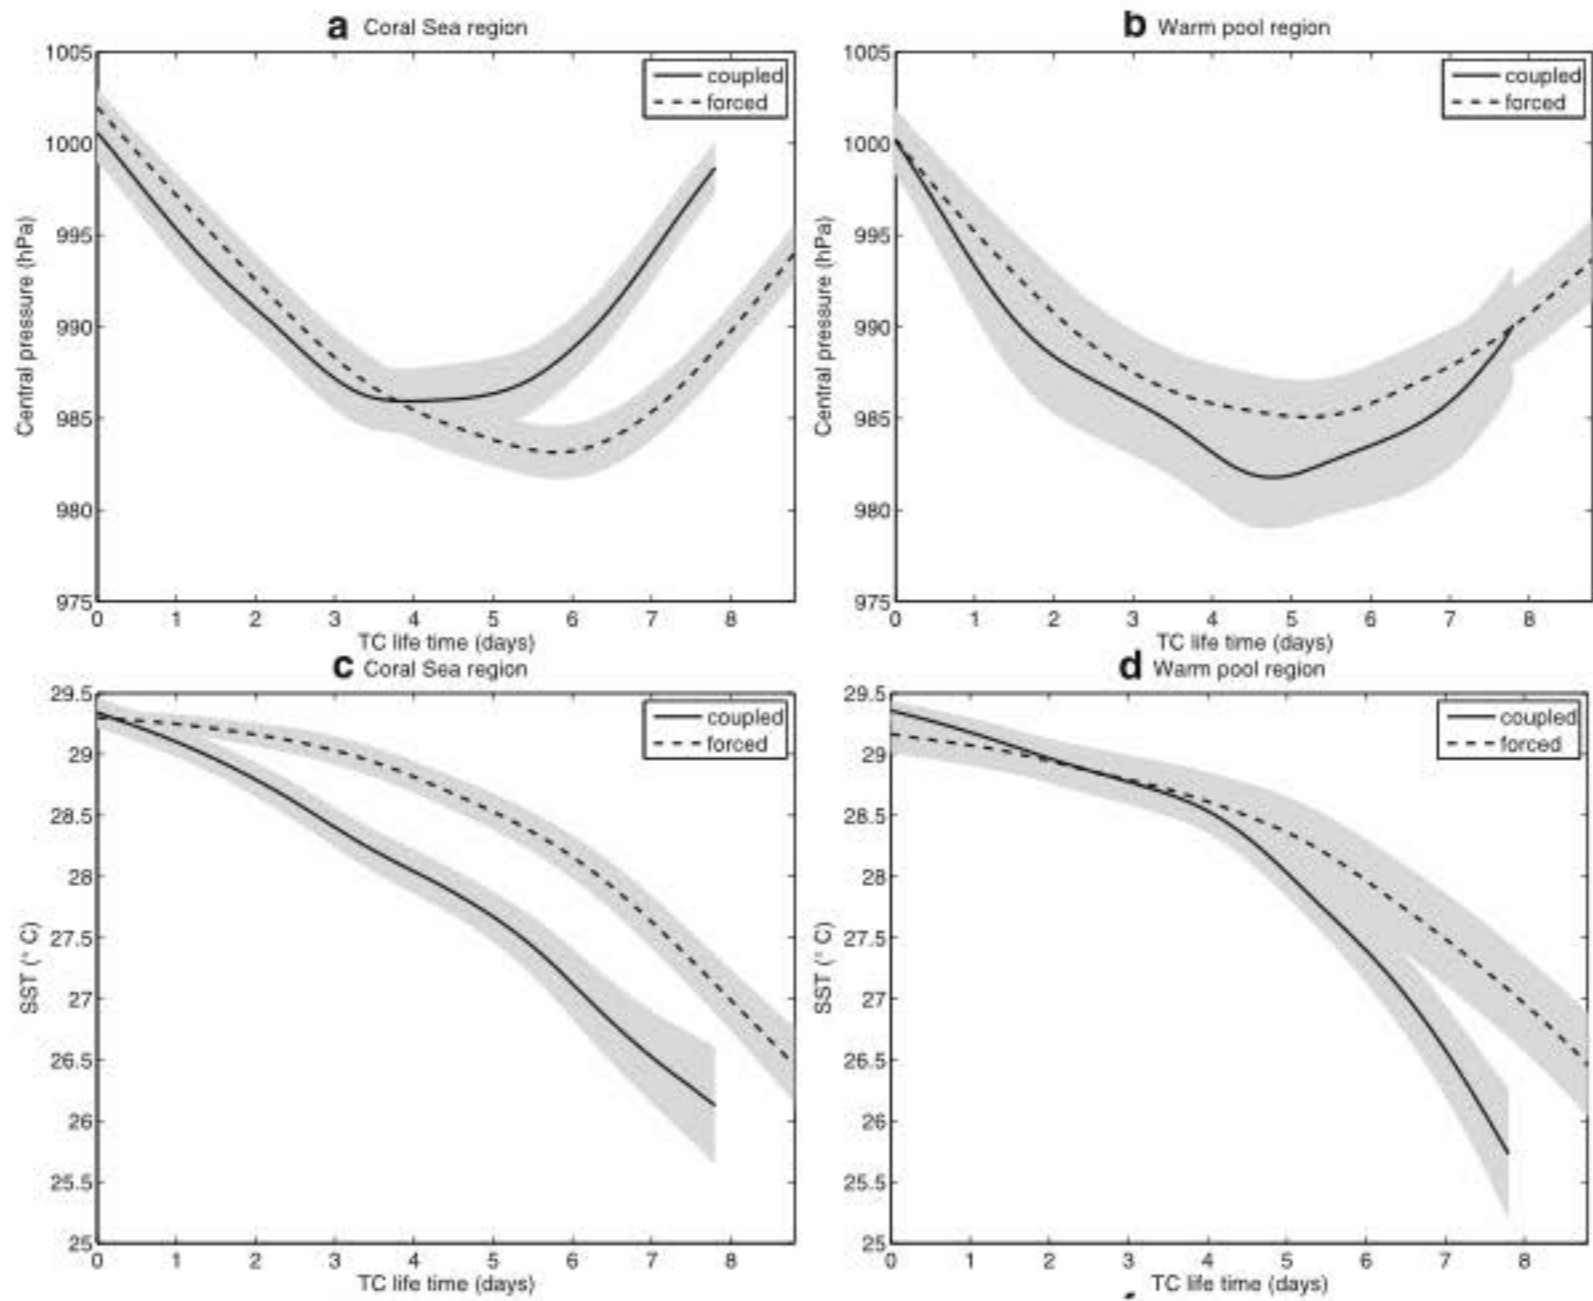 a Coral Sea region
1005
1000
995
990
985
980
975
Central pressure (hPa)
coupled
forced
0 1 2 3 4 5 6 7 8
TC life time (days)
b Warm pool region
1005
1000
995
990
985
980
975
Central pressure (hPa)
coupled
forced
0 1 2 3 4 5 6 7 8
TC life time (days)
c Coral Sea region
29.5
29
28.5
28
27.5
27
26.5
26
25.5
25
SST (° C)
coupled
forced
0 1 2 3 4 5 6 7 8
TC life time (days)
d Warm pool region
29.5
29
28.5
28
27.5
27
26.5
26
25.5
25
SST (° C)
coupled
forced
0 1 2 3 4 5 6 7 8
TC life time (days)